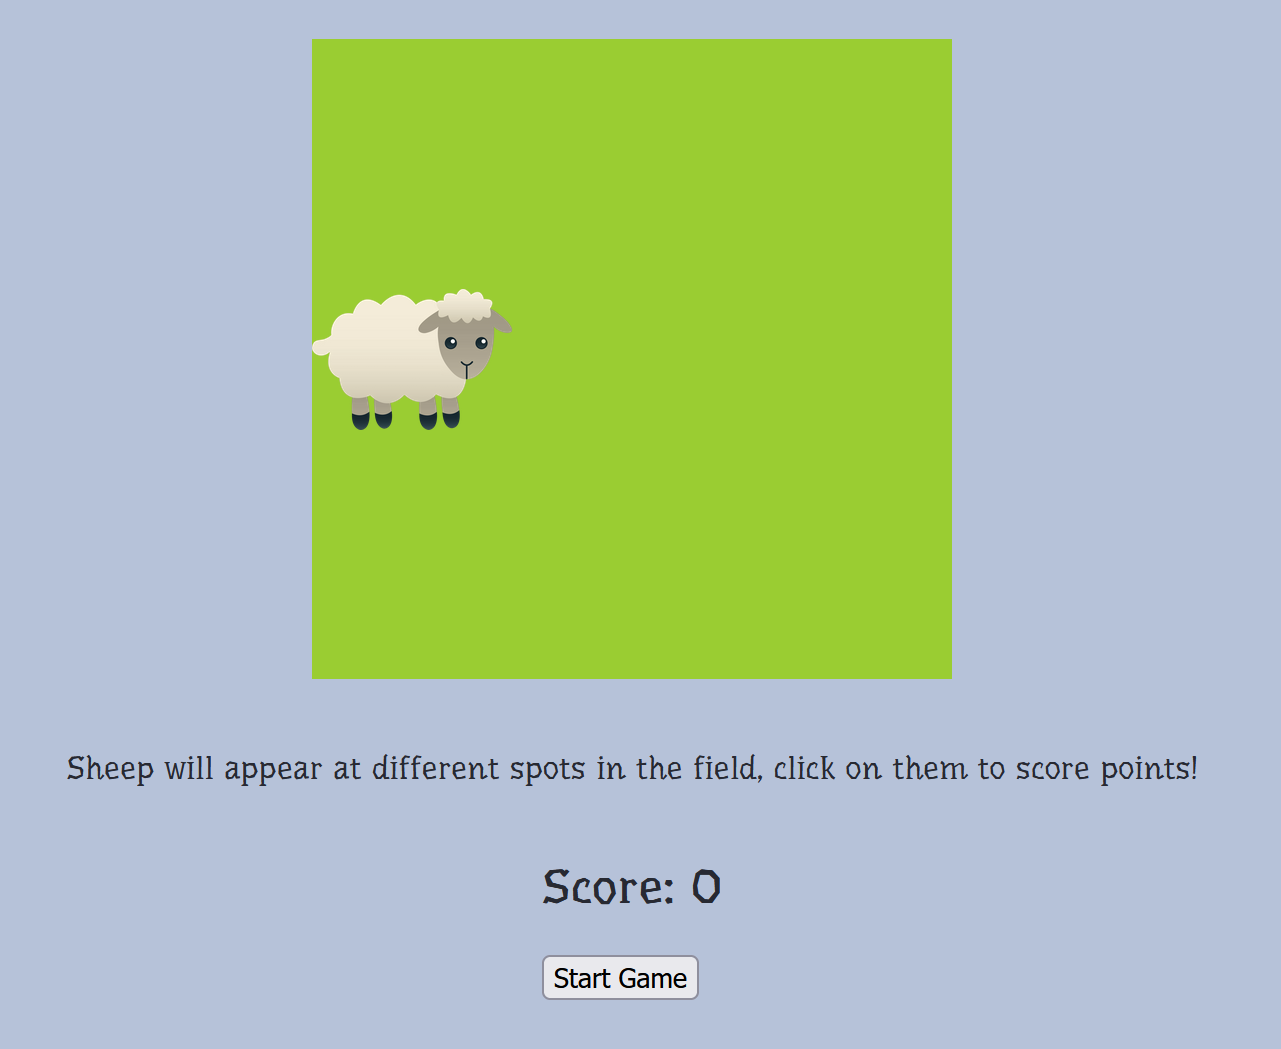 Sheep will appear at different spots in the field, click on them to score points!
Score: 0
Start Game